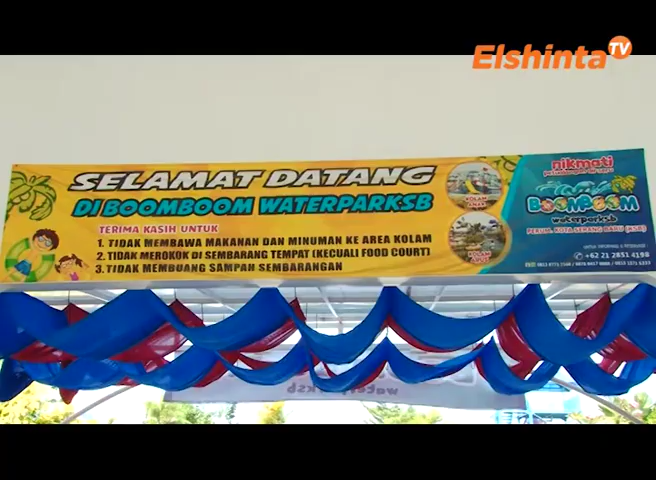 Elshinta TV
SELAMAT DATANG
DI BOOMBOOM WATERPARKSB
TERIMA KASIH UNTUK
1. TIDAK MEMBAWA MAKANAN DAN MINUMAN KE AREA KOLAM
2. TIDAK MEROKOK DI SEMBARANG TEMPAT (KECUALI FOOD COURT)
3. TIDAK MEMBUANG SAMPAH SEMBARANGAN
KOLAM
nikmati
BOOMBOOM
waterparksb
PERUM. KOTA SERANG BARU (KSB)
+62 21 2851 4198
waterparksb